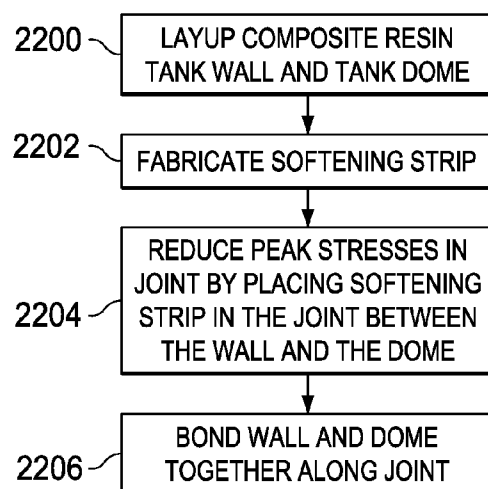 2200
LAYUP COMPOSITE RESIN
TANK WALL AND TANK DOME
2202
FABRICATE SOFTENING STRIP
2204
REDUCE PEAK STRESSES IN
JOINT BY PLACING SOFTENING
STRIP IN THE JOINT BETWEEN
THE WALL AND THE DOME
2206
BOND WALL AND DOME
TOGETHER ALONG JOINT